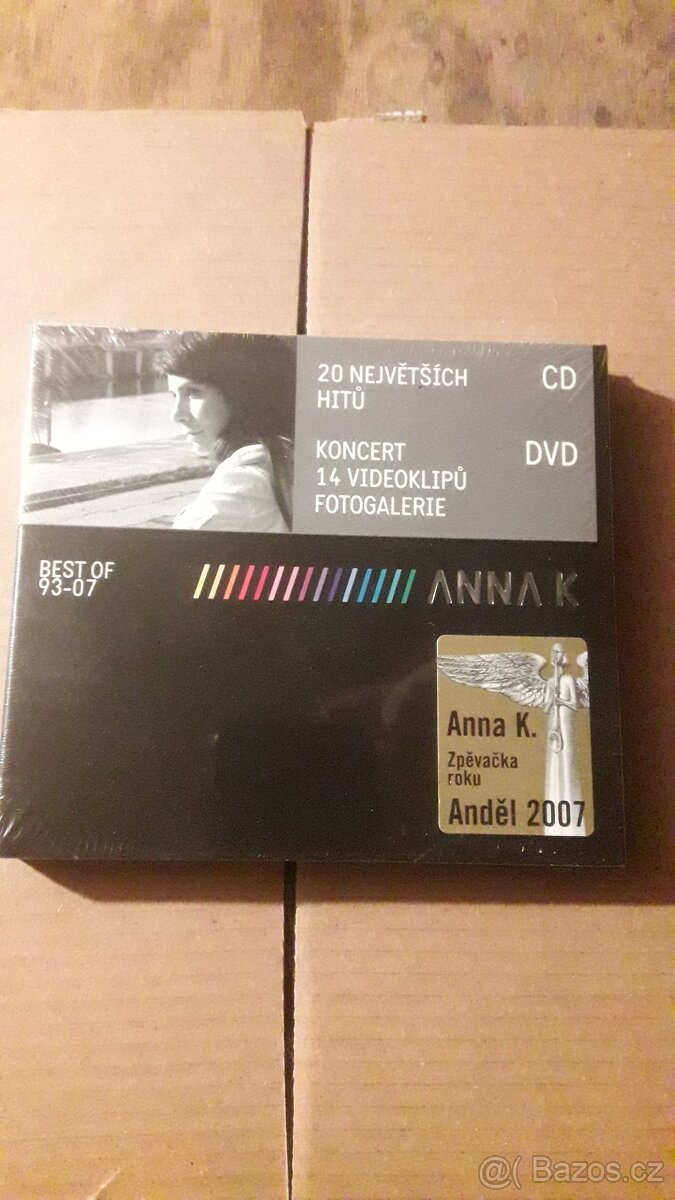 20 NEJVĚTŠÍCH
HITŮ
CD
KONCERT
14 VIDEOKLIPŮ
FOTOGALERIE
DVD
BEST OF
93-07
ANNA K
Anna K.
Zpěvačka
roku
Anděl 2007
@( Bazos.cz